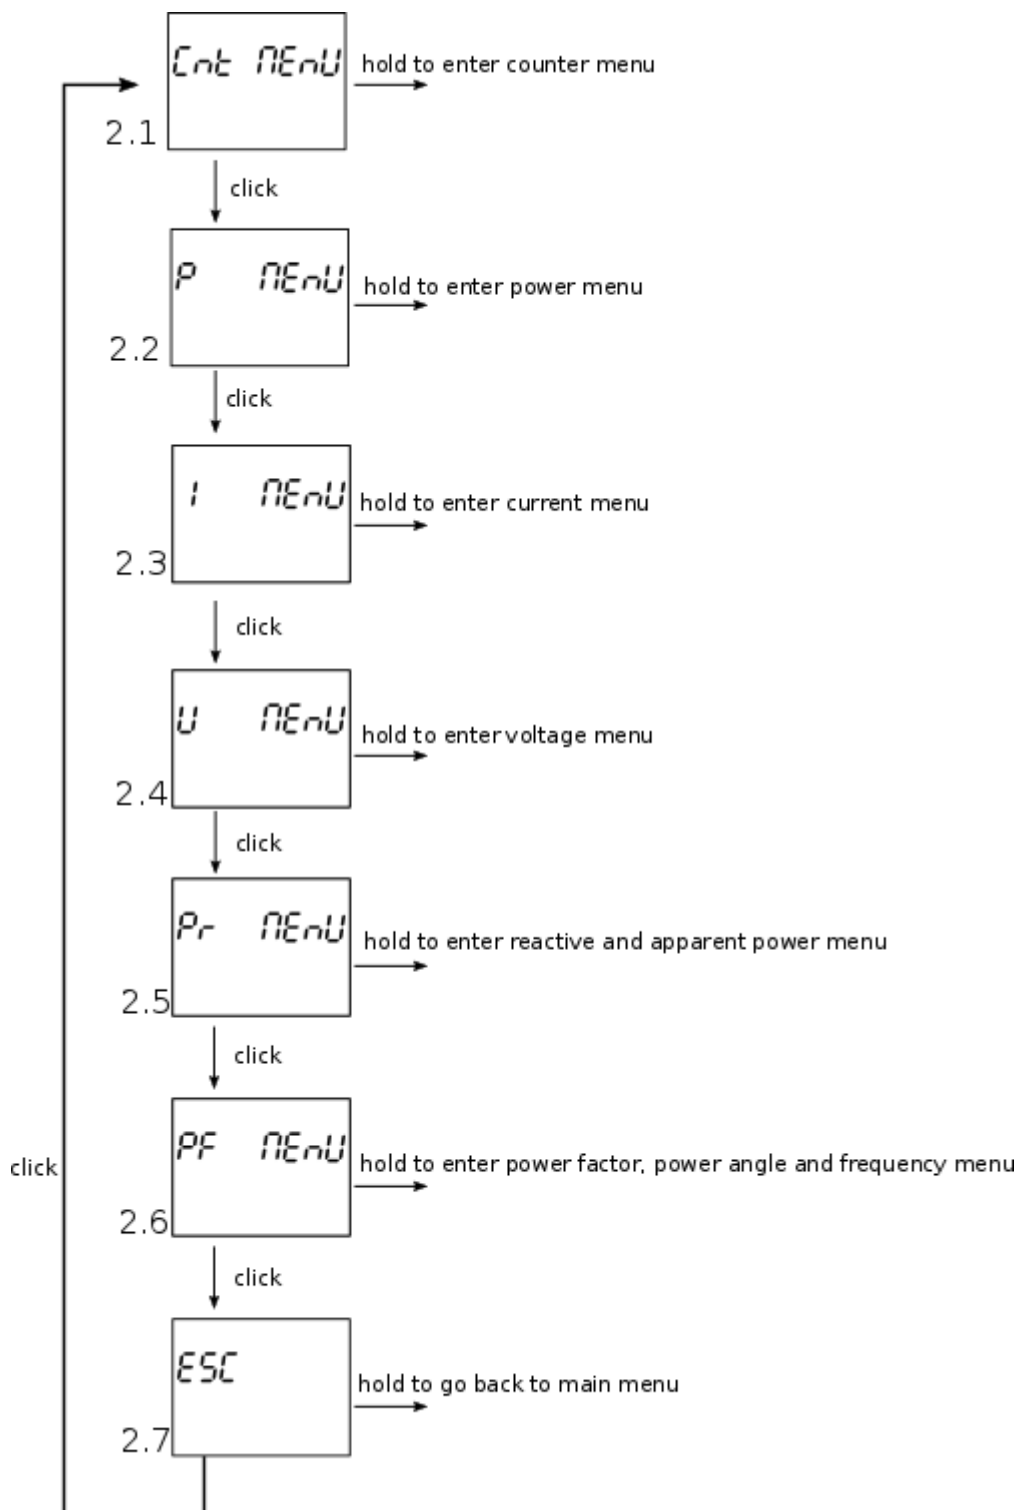 Cnt MEnU
hold to enter counter menu
2.1
click
P MEnU
hold to enter power menu
2.2
click
I MEnU
hold to enter current menu
2.3
click
U MEnU
hold to enter voltage menu
2.4
click
Pr MEnU
hold to enter reactive and apparent power menu
2.5
click
PF MEnU
click
hold to enter power factor, power angle and frequency menu
2.6
click
ESC
hold to go back to main menu
2.7